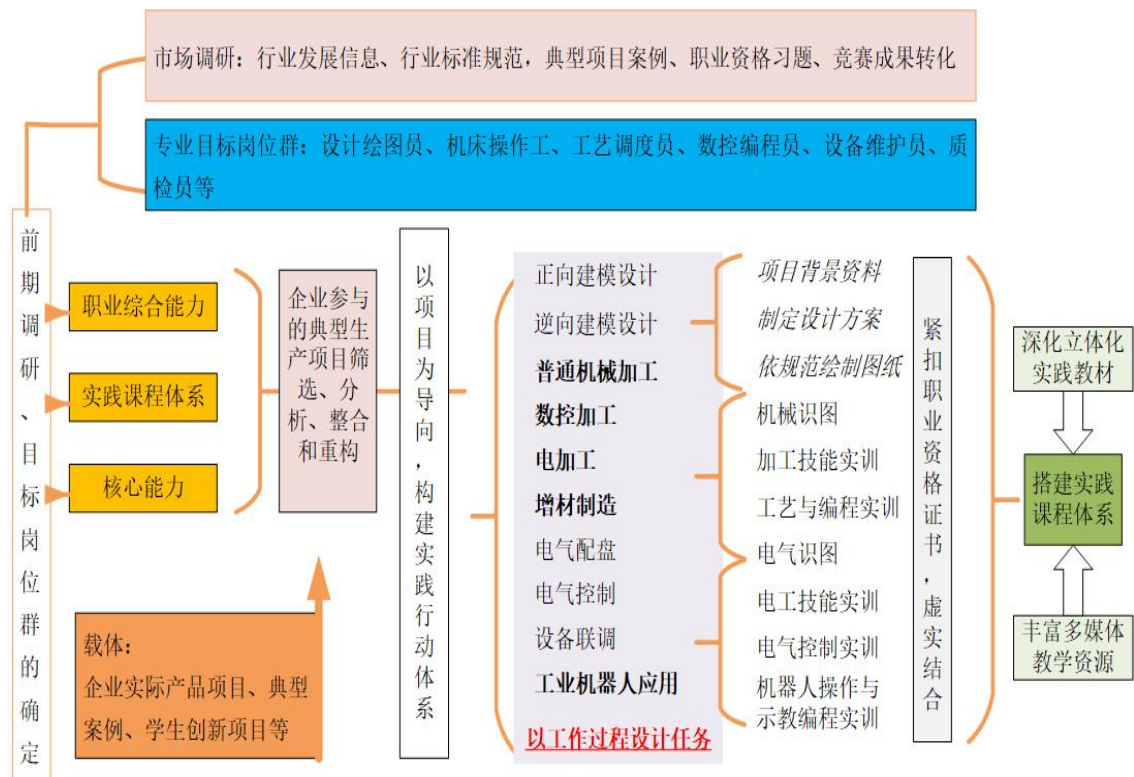 市场调研：行业发展信息、行业标准规范，典型项目案例、职业资格习题、竞赛成果转化
专业目标岗位群：设计绘图员、机床操作工、工艺调度员、数控编程员、设备维护员、质
检员等
前期调研、目标岗位群的确定
职业综合能力
实践课程体系
核心能力
企业参与
的典型生
产项目筛
选、分
析、整合
和重构
载体：
企业实际产品项目、典型
案例、学生创新项目等
以项目为导向，构建实践行动体系
正向建模设计
逆向建模设计
普通机械加工
数控加工
电加工
增材制造
电气配盘
电气控制
设备联调
工业机器人应用
以工作过程设计任务
项目背景资料
制定设计方案
依规范绘制图纸
机械识图
加工技能实训
工艺与编程实训
电气识图
电工技能实训
电气控制实训
机器人操作与
示教编程实训
紧扣职业资格证书，虚实结合
深化立体化
实践教材
搭建实践
课程体系
丰富多媒体
教学资源